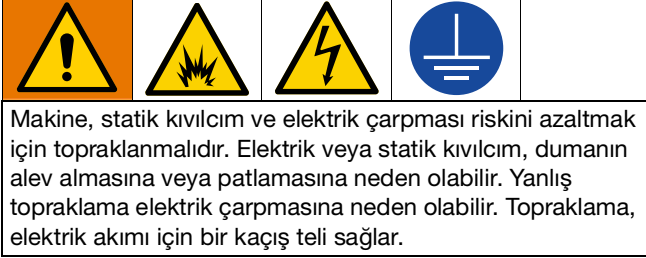 Makine, statik kıvılcım ve elektrik çarpması riskini azaltmak
için topraklanmalıdır. Elektrik veya statik kıvılcım, dumanın
alev almasına veya patlamasına neden olabilir. Yanlış
topraklama elektrik çarpmasına neden olabilir. Topraklama,
elektrik akımı için bir kaçış teli sağlar.